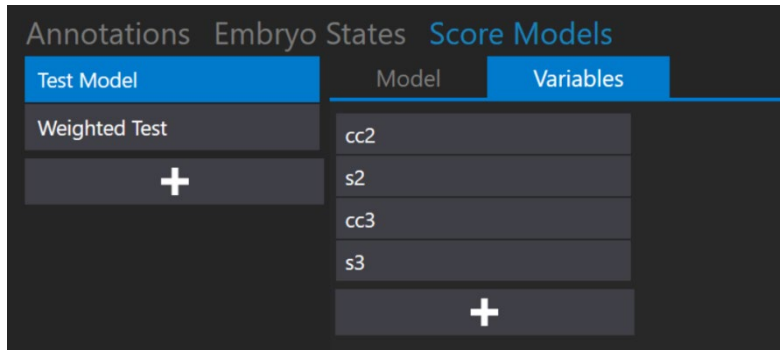 Annotations Embryo States Score Models
Test Model
Weighted Test
Model Variables
cc2
s2
cc3
s3